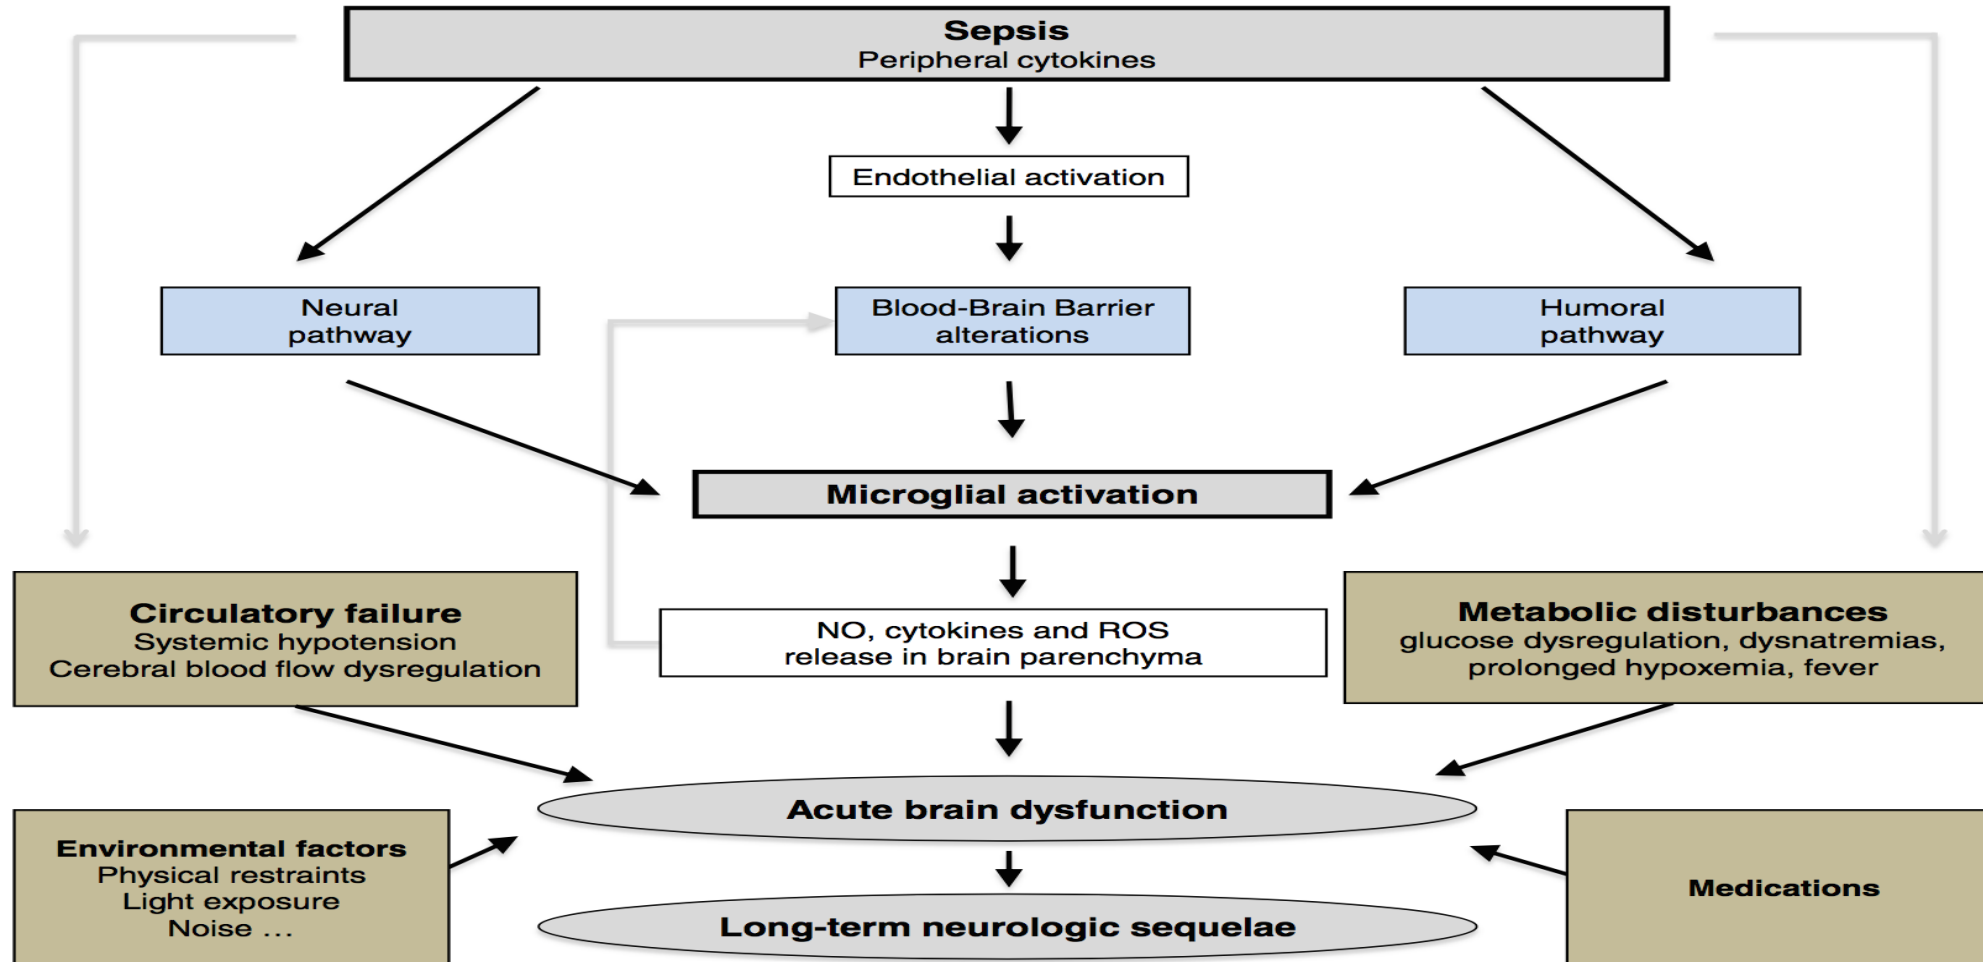 Sepsis
Peripheral cytokines
Endothelial activation
Neural
pathway
Blood-Brain Barrier
alterations
Humoral
pathway
Microglial activation
Circulatory failure
Systemic hypotension
Cerebral blood flow dysregulation
NO, cytokines and ROS
release in brain parenchyma
Metabolic disturbances
glucose dysregulation, dysnatremias,
prolonged hypoxemia, fever
Acute brain dysfunction
Environmental factors
Physical restraints
Light exposure
Noise ...
Medications
Long-term neurologic sequelae